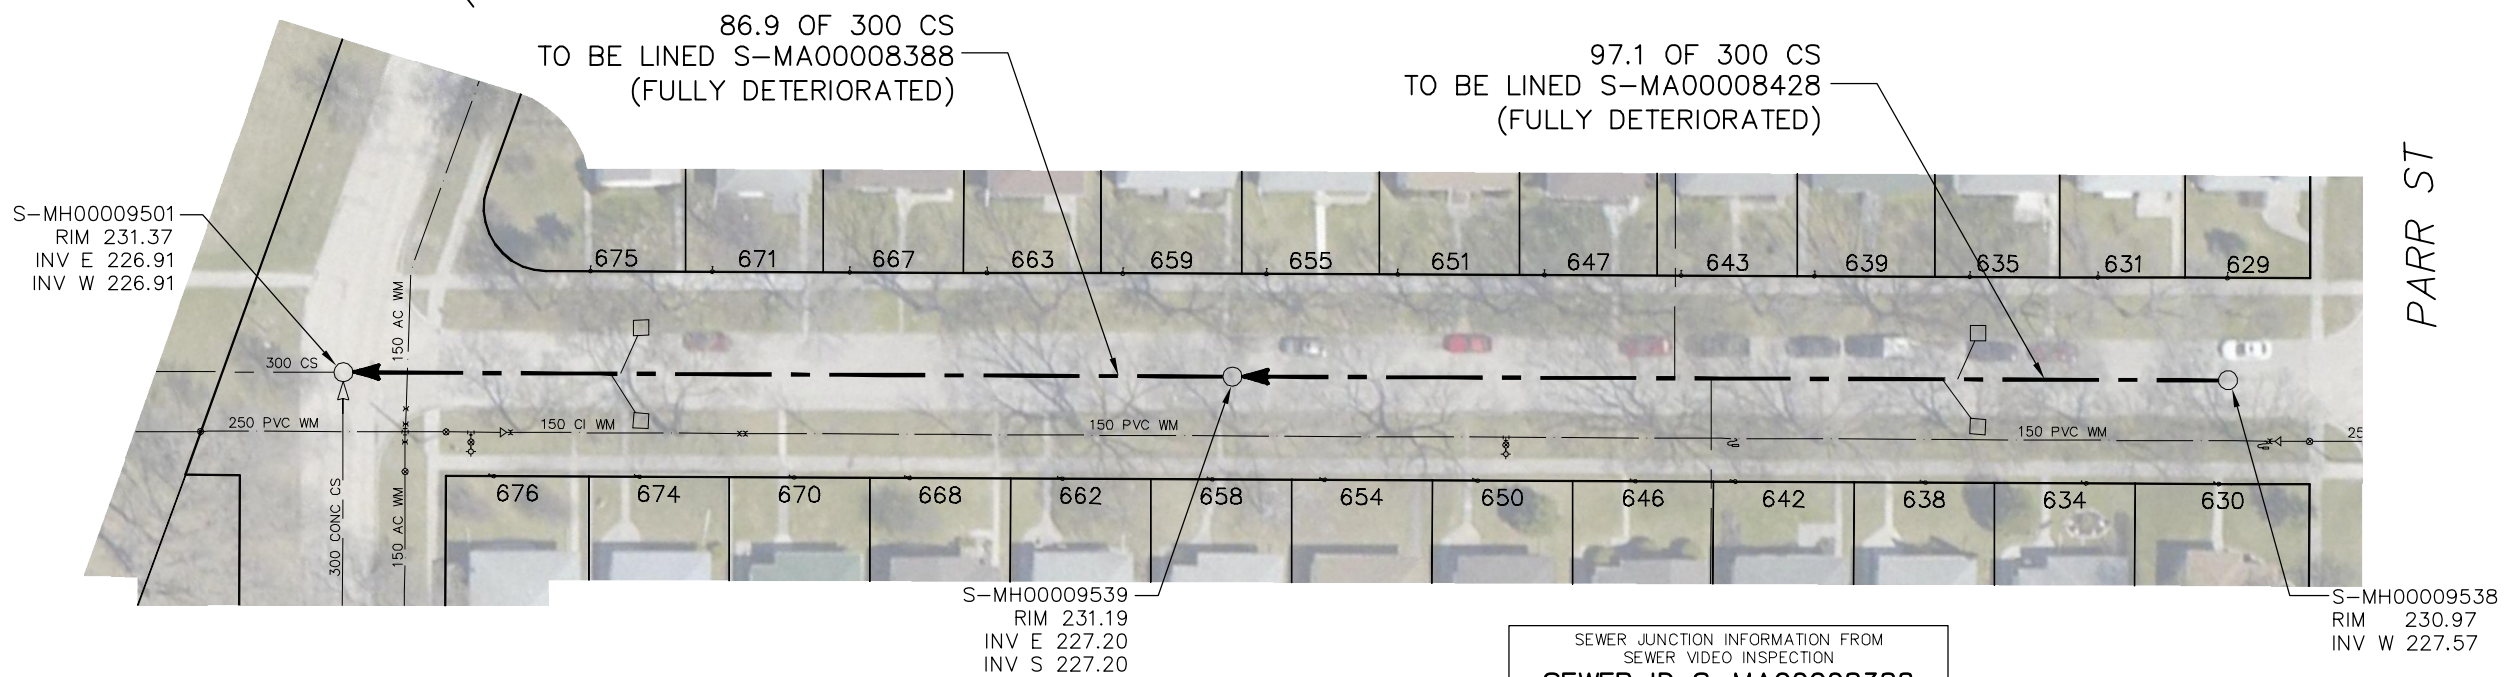 86.9 OF 300 CS
TO BE LINED S-MA00008388
(FULLY DETERIORATED)
97.1 OF 300 CS
TO BE LINED S-MA00008428
(FULLY DETERIORATED)
PARR ST
S-MH00009501
RIM 231.37
INV E 226.91
INV W 226.91
675 671 667 663 659 655 651 647 643 639 635 631 629
150 AC WM
300 CS
250 PVC WM
150 CI WM
150 PVC WM
150 PVC WM
25
300 CONC CS
150 AC WM
676 674 670 668 662 658 654 650 646 642 638 634 630
S-MH00009539
RIM 231.19
INV E 227.20
INV S 227.20
S-MH00009538
RIM 230.97
INV W 227.57
SEWER JUNCTION INFORMATION FROM
SEWER VIDEO INSPECTION
SEWER ID S-MA00008388